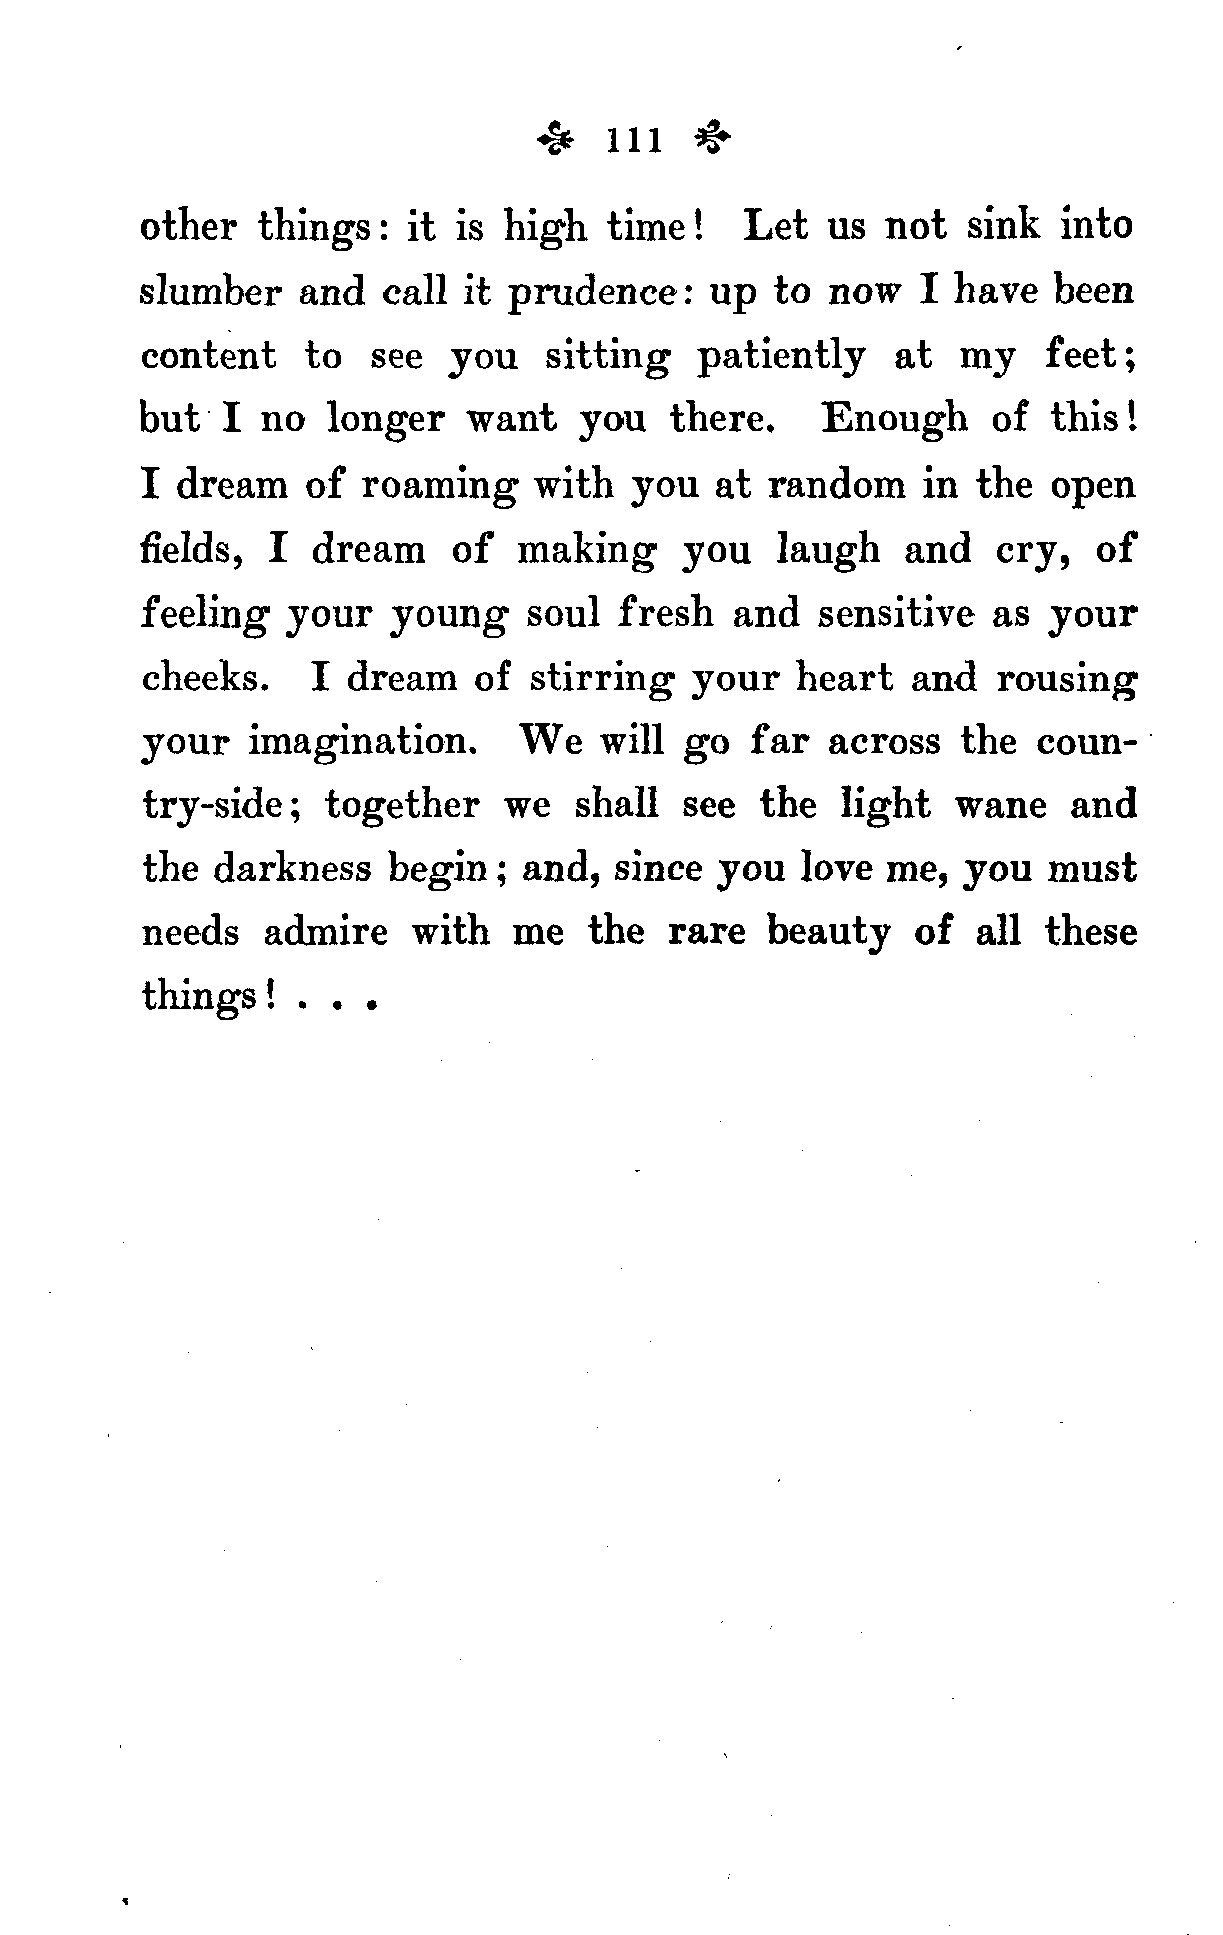 111
other things: it is high time! Let us not sink into
slumber and call it prudence: up to now I have been
content to see you sitting patiently at my feet;
but I no longer want you there. Enough of this!
I dream of roaming with you at random in the open
fields, I dream of making you laugh and cry, of
feeling your young soul fresh and sensitive as your
cheeks. I dream of stirring your heart and rousing
your imagination. We will go far across the coun-
try-side; together we shall see the light wane and
the darkness begin; and, since you love me, you must
needs admire with me the rare beauty of all these
things! . . .